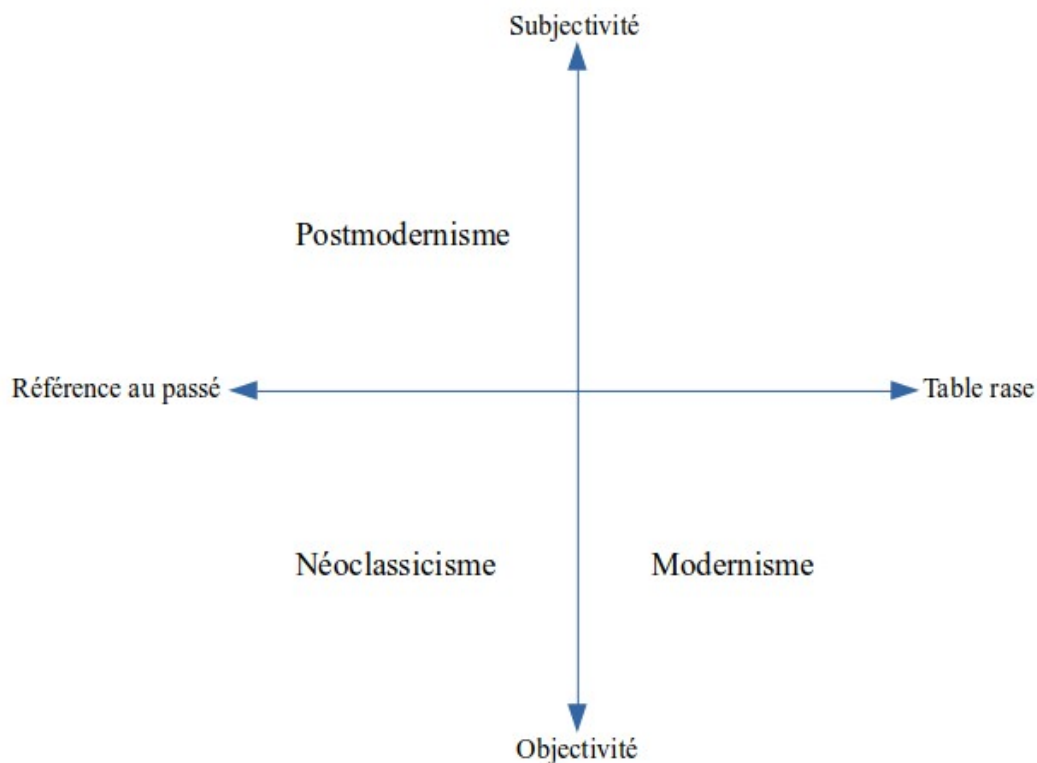 Subjectivité
Postmodernisme
Référence au passé
Table rase
Néoclassicisme
Modernisme
Objectivité